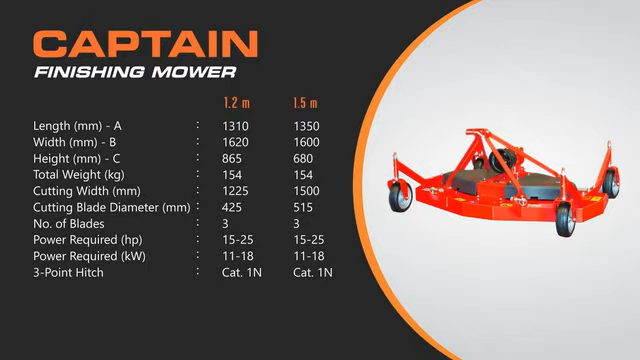 CAPTAIN
FINISHING MOWER
1.2 m 1.5 m
Length (mm) - A : 1310 1350
Width (mm) - B : 1620 1600
Height (mm) - C : 865 680
Total Weight (kg) : 154 154
Cutting Width (mm) : 1225 1500
Cutting Blade Diameter (mm) : 425 515
No. of Blades : 3 3
Power Required (hp) : 15-25 15-25
Power Required (kW) : 11-18 11-18
3-Point Hitch : Cat. 1N Cat. 1N